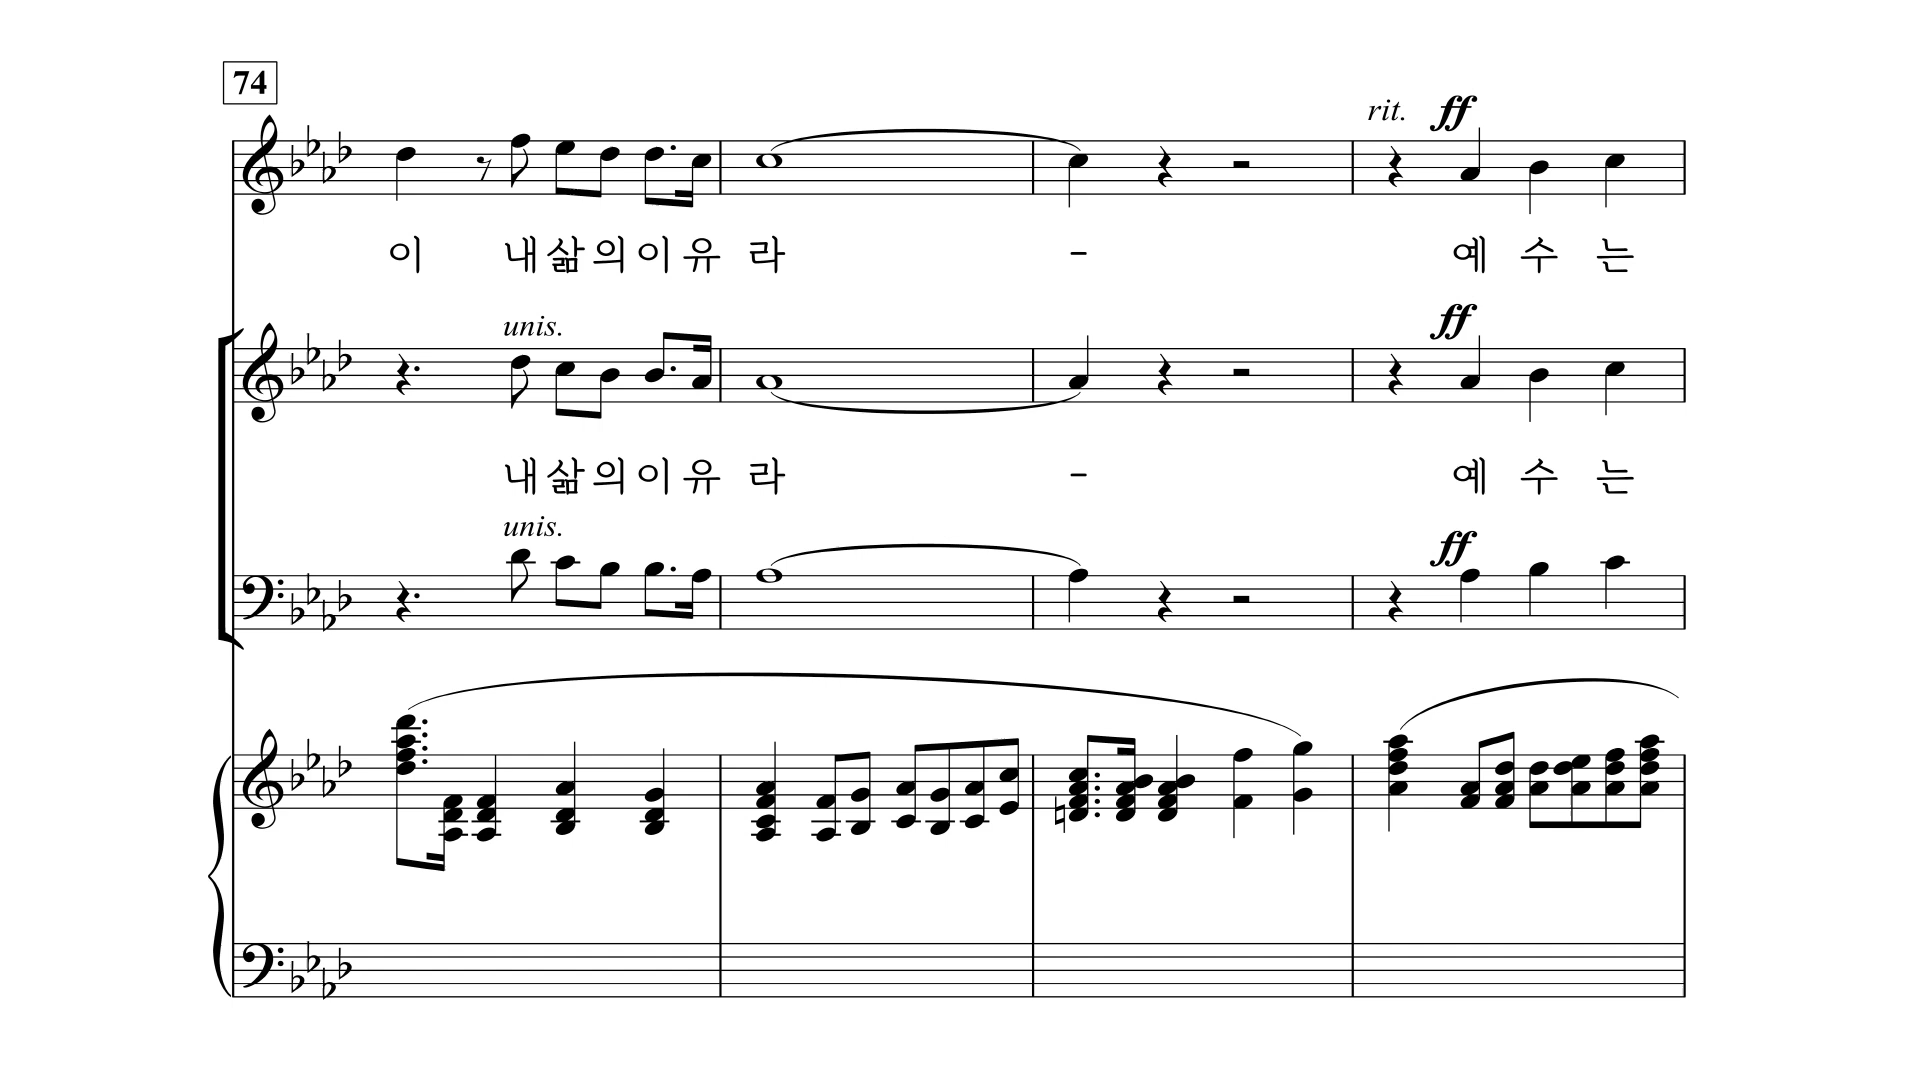 74
rit. ff
이 내 삶 의 이 유 라 - 예 수 는
unis. ff
내 삶 의 이 유 라 - 예 수 는
unis. ff